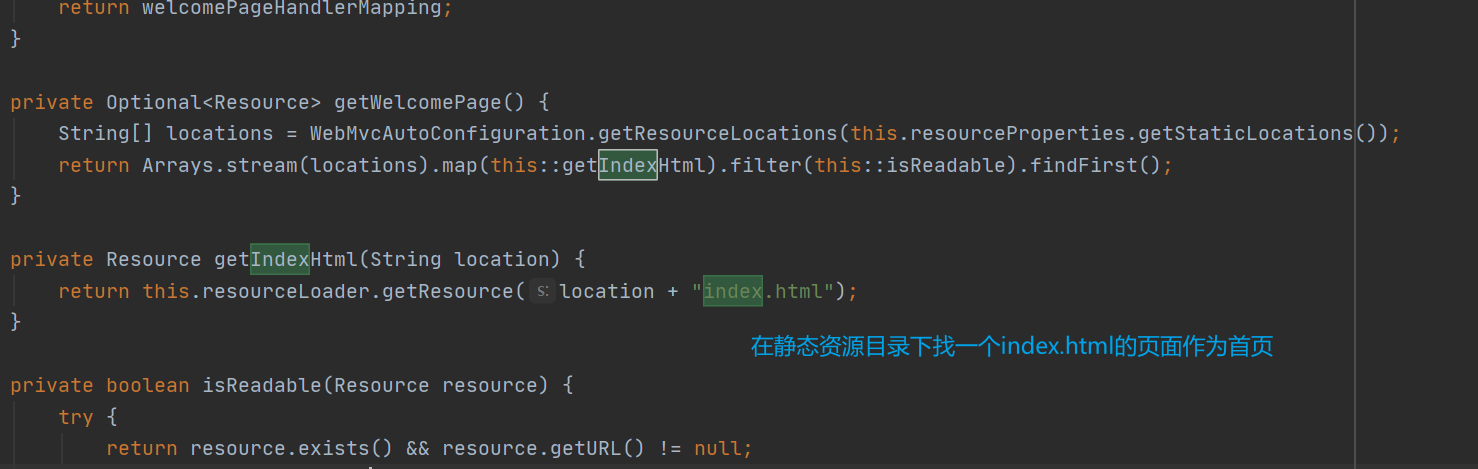 return welcomePageHandlerMapping;
}
private Optional<Resource> getWelcomePage() {
String[] locations = WebMvcAutoConfiguration.getResourceLocations(this.resourceProperties.getStaticLocations());
return Arrays.stream(locations).map(this::getIndexHtml).filter(this::isReadable).findFirst();
}
private Resource getIndexHtml(String location) {
return this.resourceLoader.getResource( s: location + "index.html");
}
在静态资源目录下找一个index.html的页面作为首页
private boolean isReadable(Resource resource) {
try {
return resource.exists() && resource.getURL() != null;